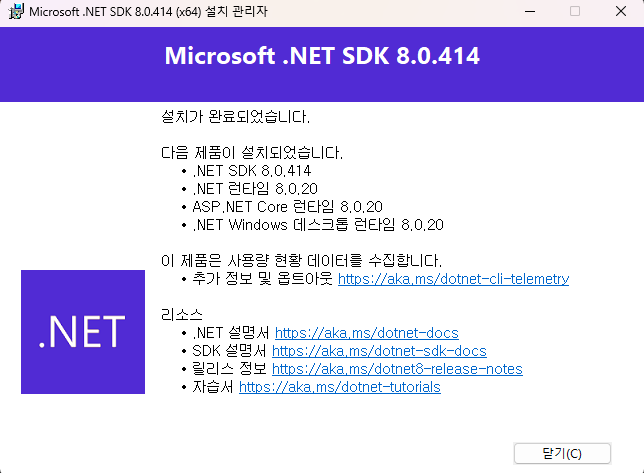 Microsoft .NET SDK 8.0.414 (x64) 설치 관리자
Microsoft .NET SDK 8.0.414
설치가 완료되었습니다.
다음 제품이 설치되었습니다.
• .NET SDK 8.0.414
• .NET 런타임 8.0.20
• ASP.NET Core 런타임 8.0.20
• .NET Windows 데스크톱 런타임 8.0.20
이 제품은 사용량 현황 데이터를 수집합니다.
• 추가 정보 및 옵트아웃 https://aka.ms/dotnet-cli-telemetry
리소스
• .NET 설명서 https://aka.ms/dotnet-docs
• SDK 설명서 https://aka.ms/dotnet-sdk-docs
• 릴리스 정보 https://aka.ms/dotnet8-release-notes
• 자습서 https://aka.ms/dotnet-tutorials
.NET
닫기(C)